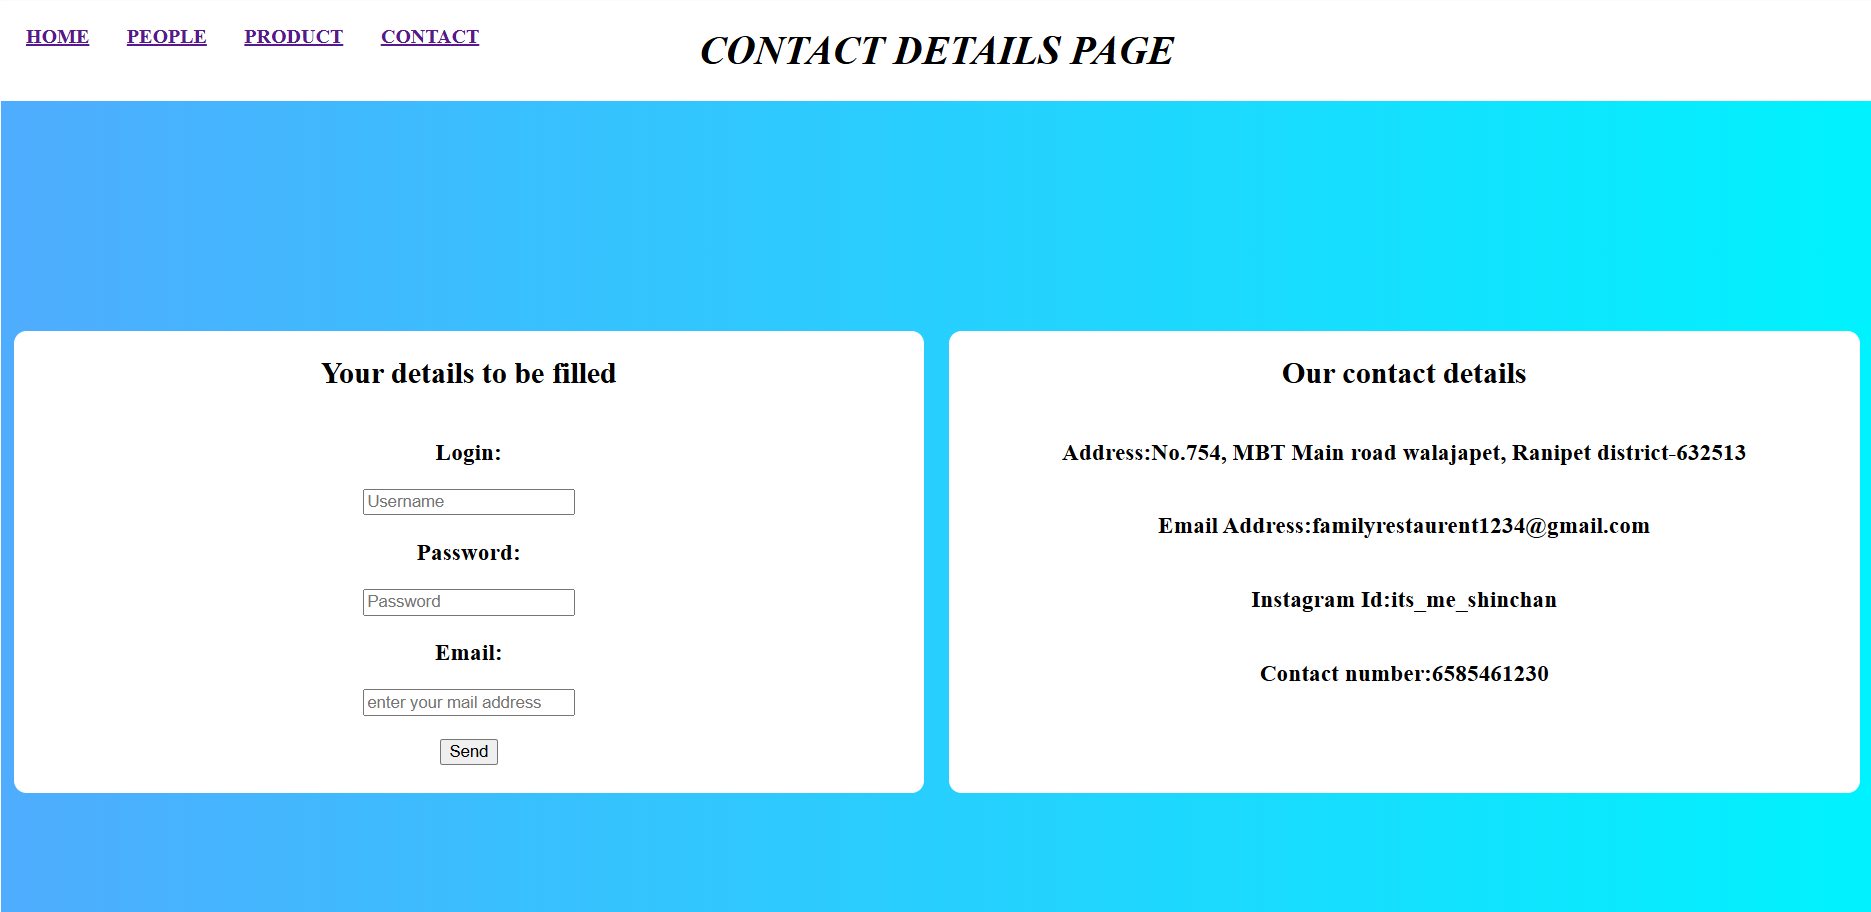 HOME PEOPLE PRODUCT CONTACT
CONTACT DETAILS PAGE
Your details to be filled
Login:
Username
Password:
Password
Email:
enter your mail address
Send
Our contact details
Address:No.754, MBT Main road walajapet, Ranipet district-632513
Email Address:familyrestaurent1234@gmail.com
Instagram Id:its_me_shinchan
Contact number:6585461230